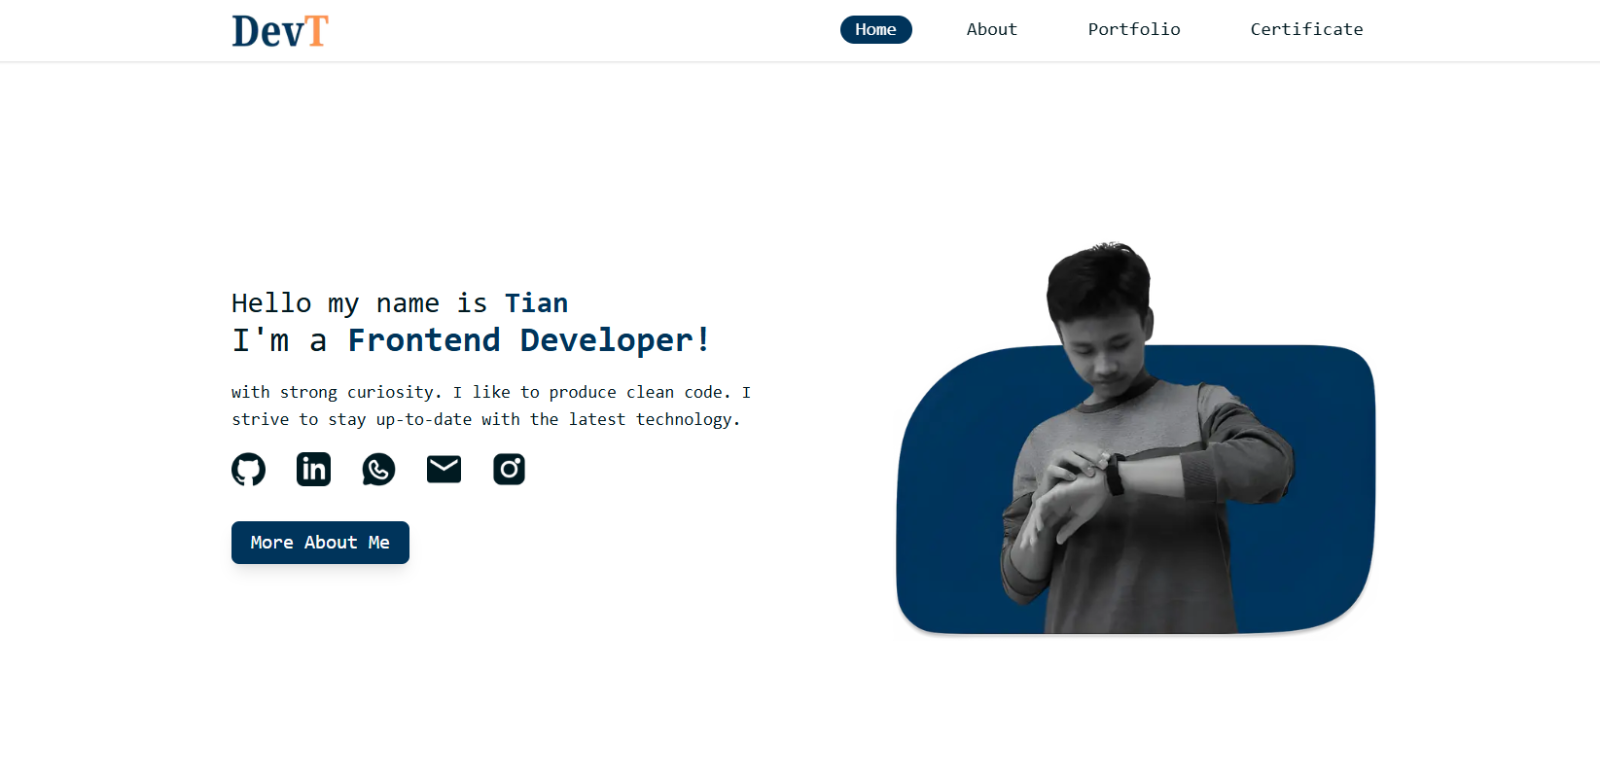 DevT
Home About Portfolio Certificate
Hello my name is Tian
I'm a Frontend Developer!
with strong curiosity. I like to produce clean code. I
strive to stay up-to-date with the latest technology.
in
More About Me